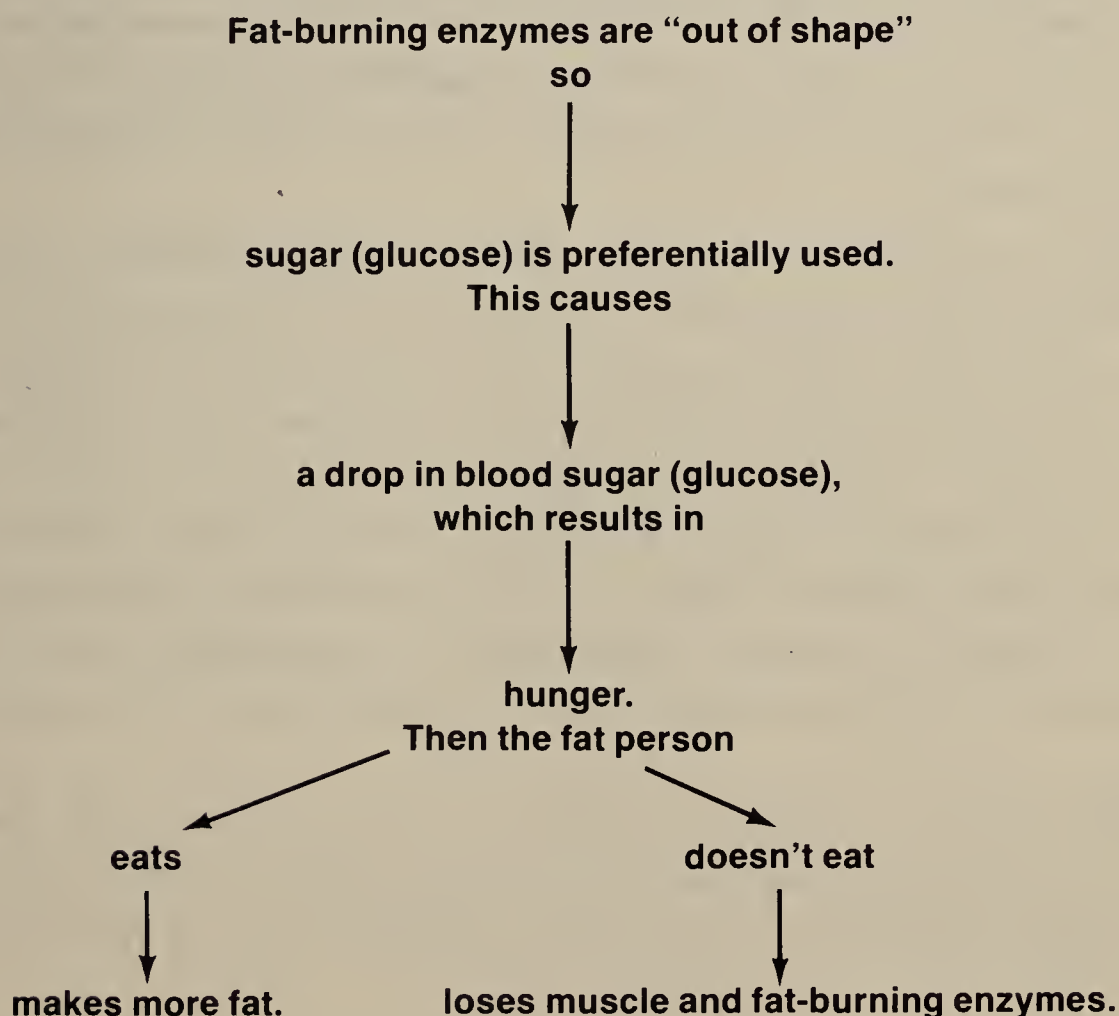 Fat-burning enzymes are “out of shape”
so
sugar (glucose) is preferentially used.
This causes
a drop in blood sugar (glucose),
which results in
hunger.
Then the fat person
eats
doesn't eat
makes more fat.
loses muscle and fat-burning enzymes.